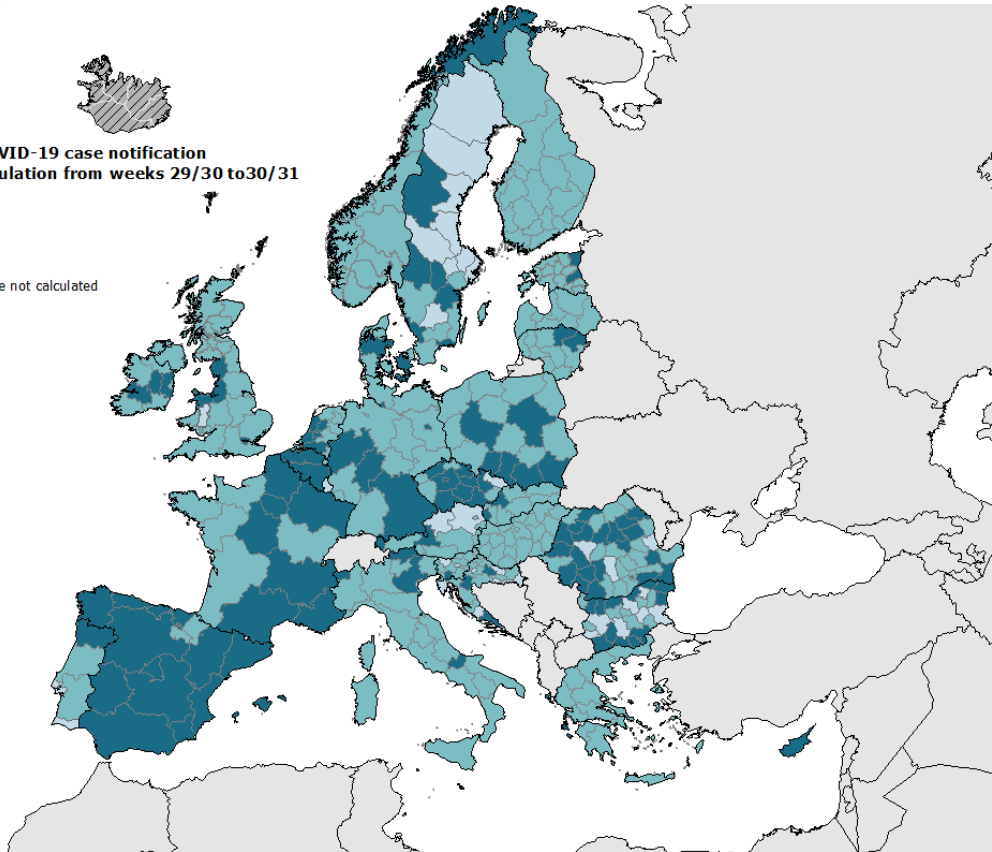 VID-19 case notification
ulation from weeks 29/30 to30/31
e not calculated